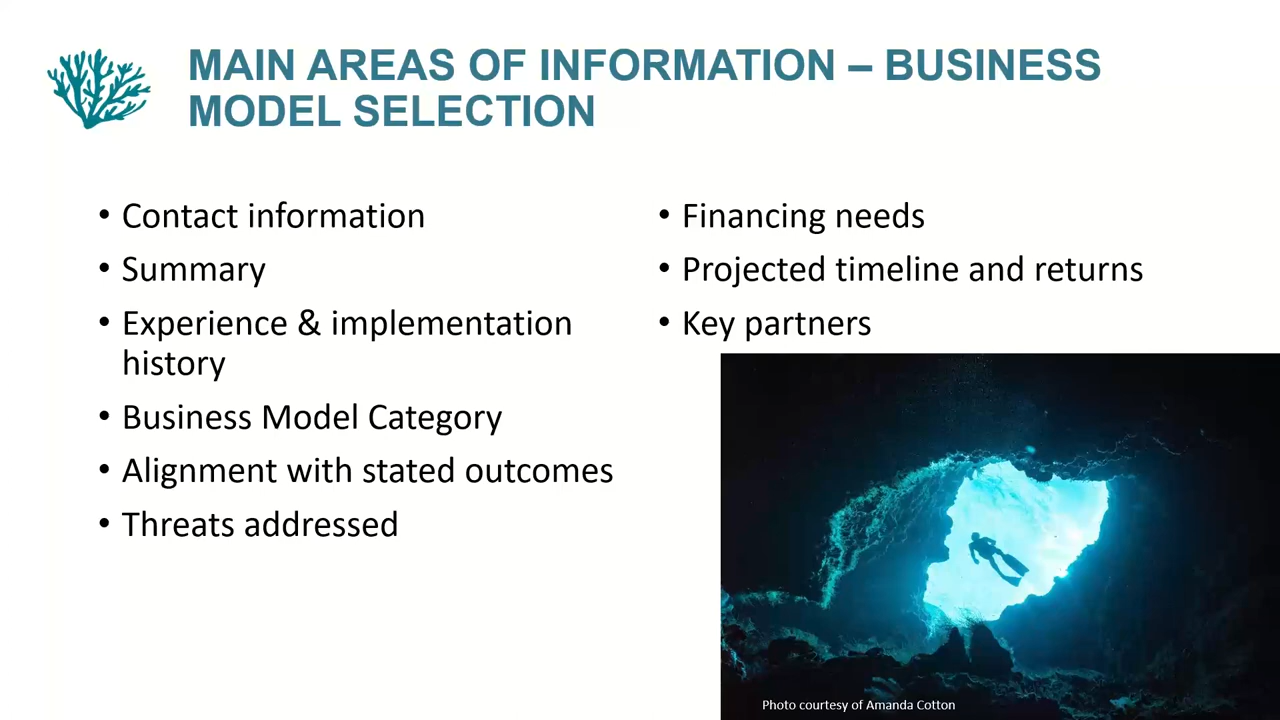 MAIN AREAS OF INFORMATION – BUSINESS
MODEL SELECTION
• Contact information
• Summary
• Experience & implementation
history
• Business Model Category
• Alignment with stated outcomes
• Threats addressed
• Financing needs
• Projected timeline and returns
• Key partners
Photo courtesy of Amanda Cotton